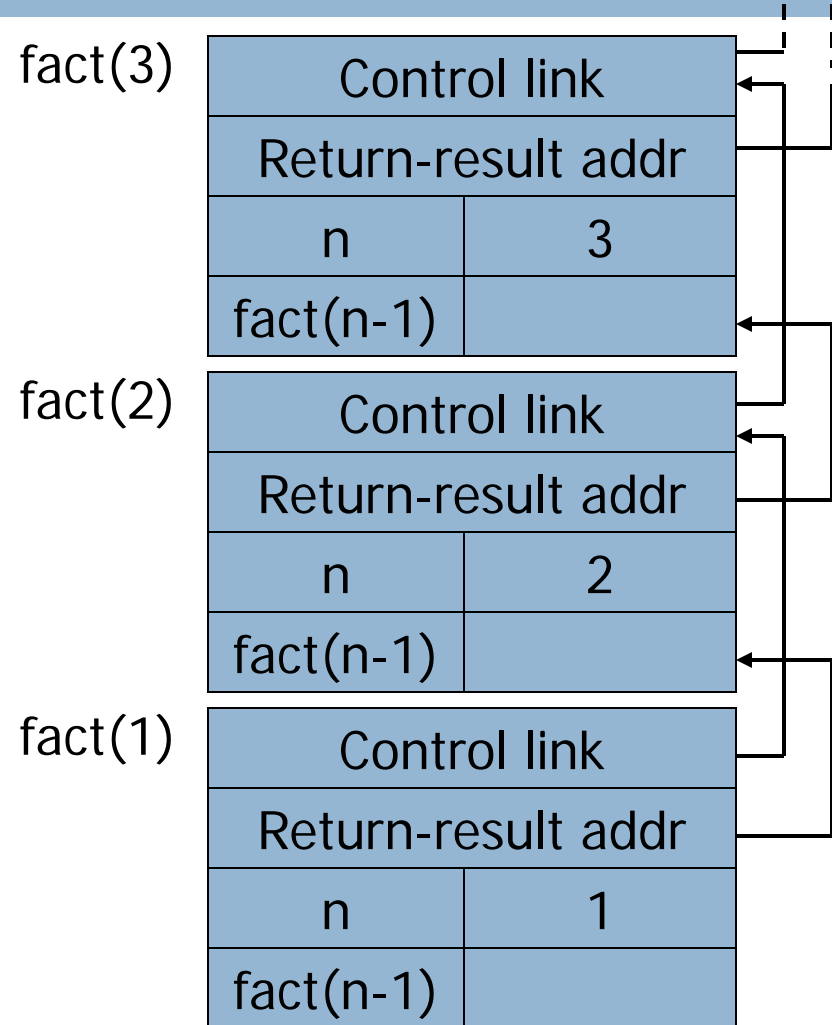 fact(3)
Control link
Return-result addr
n 3
fact(n-1)
fact(2)
Control link
Return-result addr
n 2
fact(n-1)
fact(1)
Control link
Return-result addr
n 1
fact(n-1)